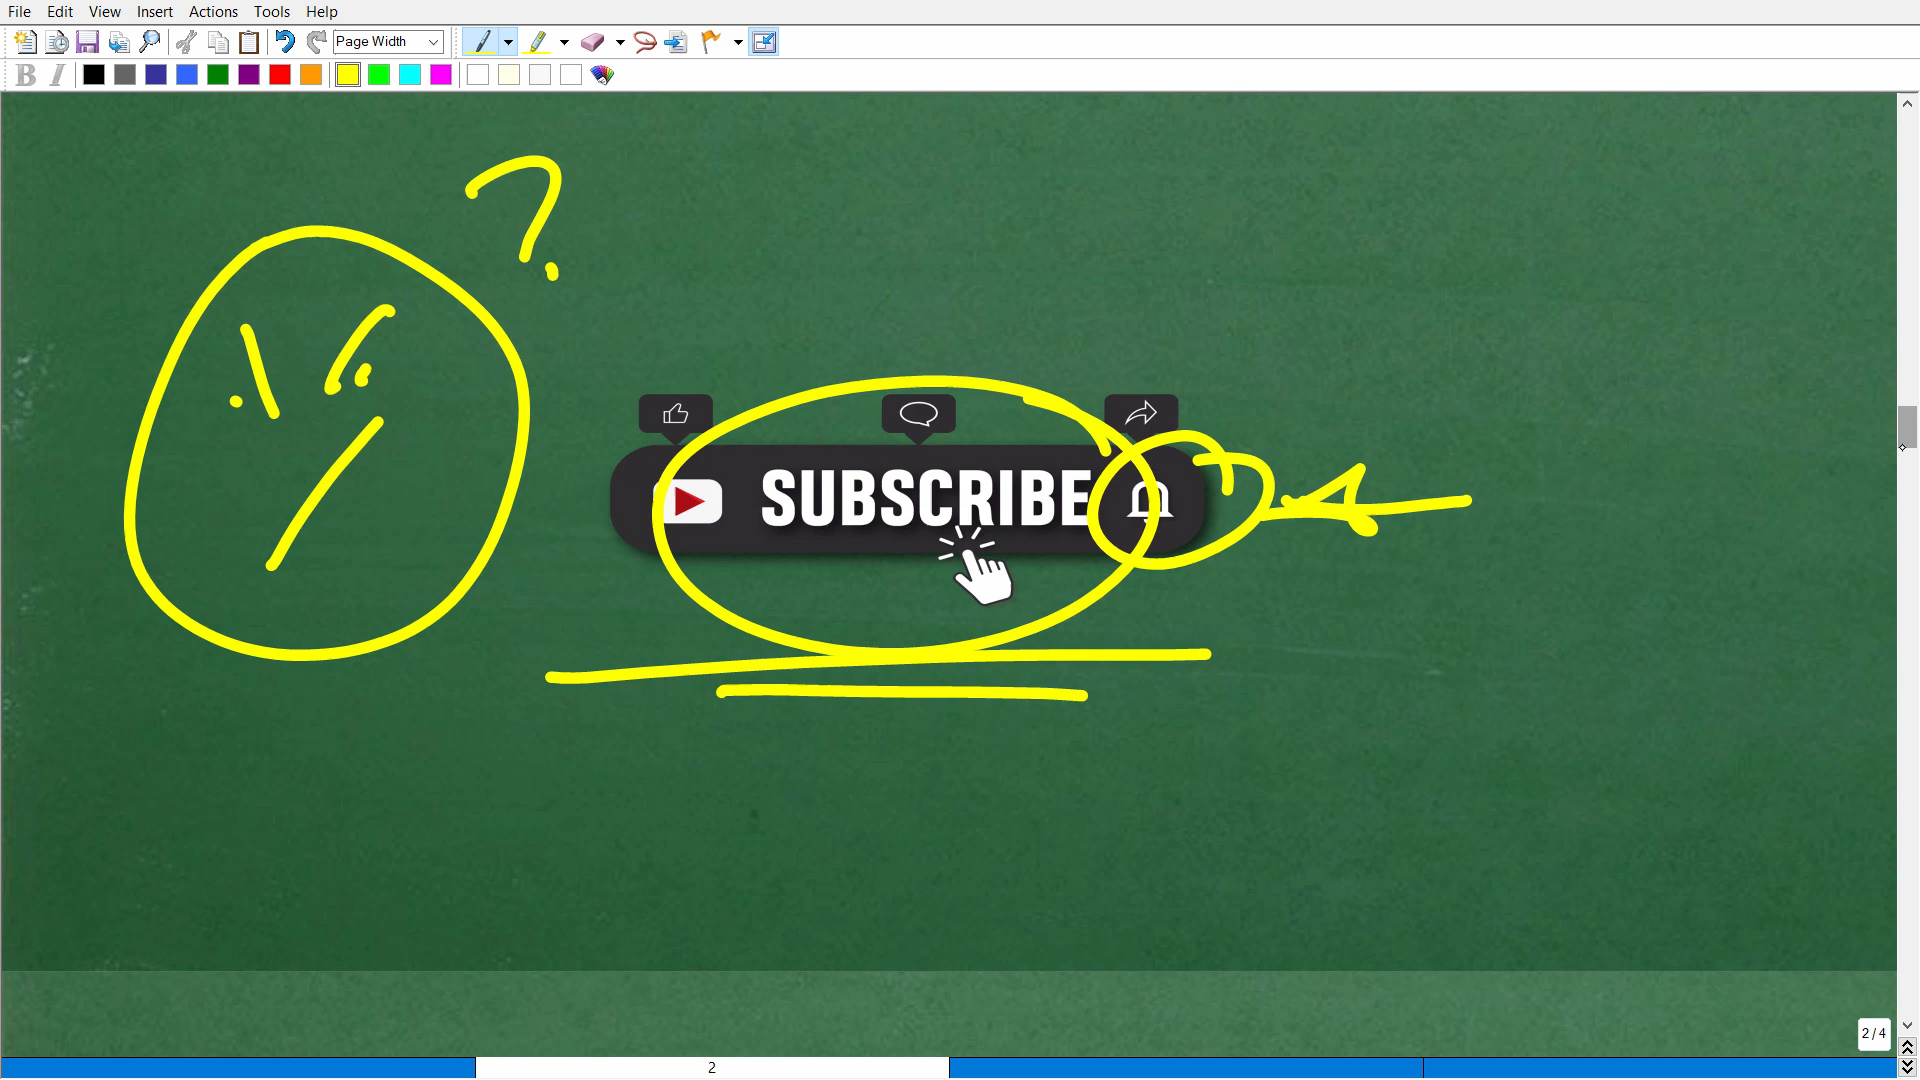 File Edit View Insert Actions Tools Help
Page Width
B I
?
SUBSCRIBE
2 / 4
2